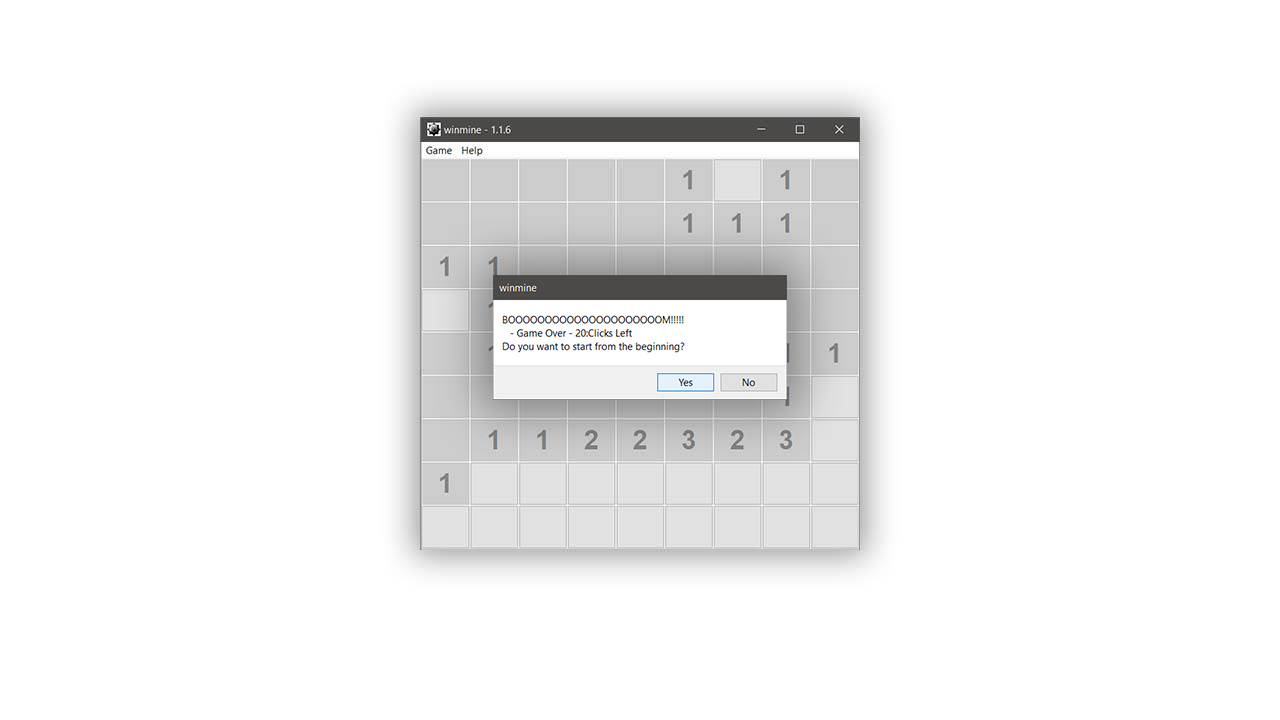 winmine - 1.1.6
Game Help
1 1
1 1 1
1 1
winmine
BOOOOOOOOOOOOOOOOOOOOOM!!!!!
- Game Over - 20:Clicks Left
Do you want to start from the beginning?
1
Yes No
1 1 2 2 3 2 3
1